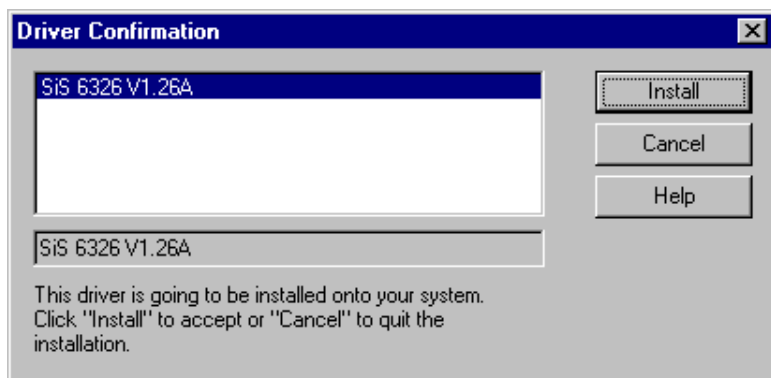 Driver Confirmation
SiS 6326 V1.26A
Install
Cancel
Help
SiS 6326 V1.26A
This driver is going to be installed onto your system.
Click "Install" to accept or "Cancel" to quit the
installation.